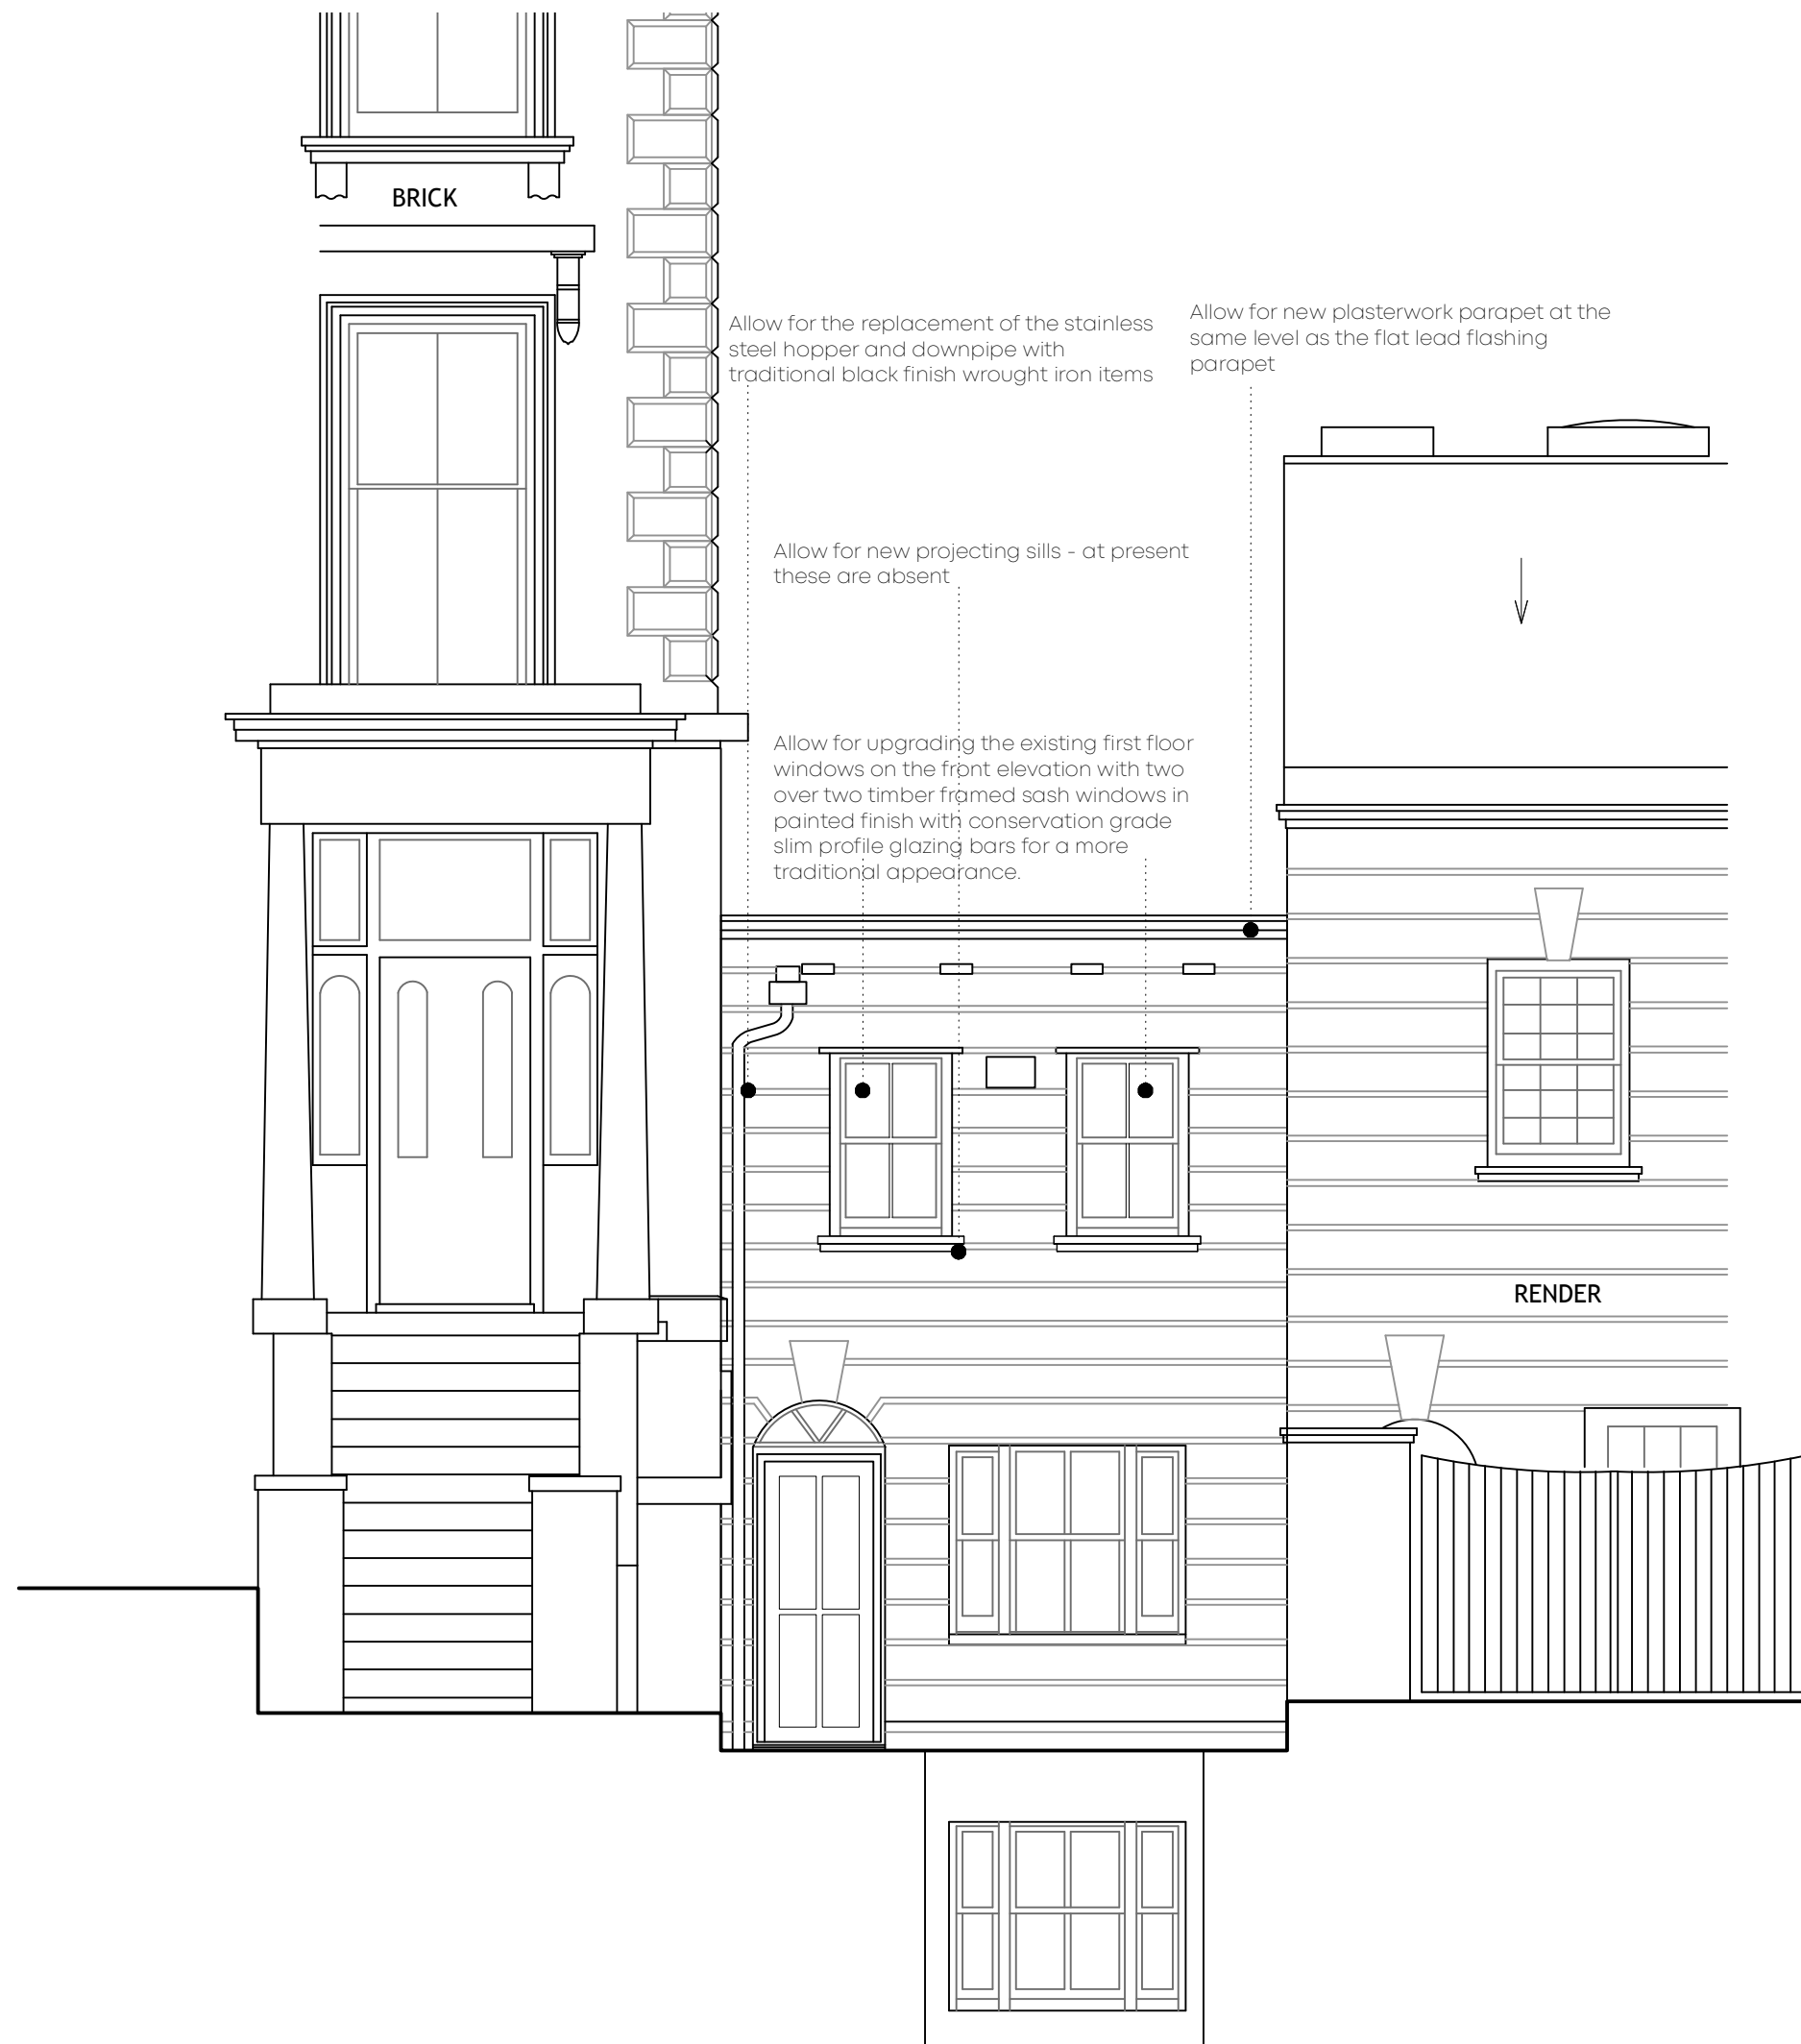 BRICK
Allow for the replacement of the stainless
steel hopper and downpipe with
traditional black finish wrought iron items
Allow for new plasterwork parapet at the
same level as the flat lead flashing
parapet
Allow for new projecting sills - at present
these are absent
Allow for upgrading the existing first floor
windows on the front elevation with two
over two timber framed sash windows in
painted finish with conservation grade
slim profile glazing bars for a more
traditional appearance.
RENDER